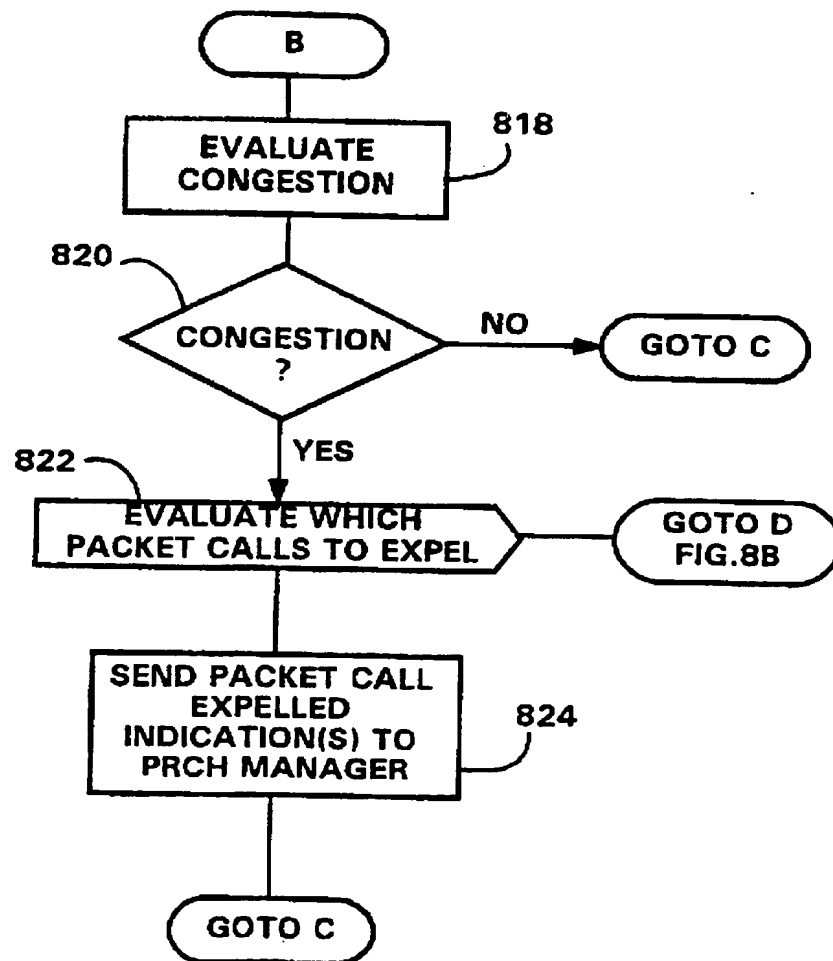 B
EVALUATE
CONGESTION
818
820
CONGESTION
?
NO
GOTO C
YES
822
EVALUATE WHICH
PACKET CALLS TO EXPEL
GOTO D
FIG.8B
SEND PACKET CALL
EXPELLED
INDICATION(S) TO
PRCH MANAGER
824
GOTO C